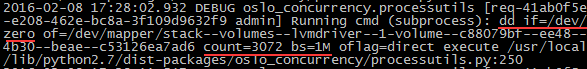 2016-02-08 17:28:02.932 DEBUG oslo_concurrency.processutils [req-41ab0f5e
-e208-462e-bc8a-3f109d9632f9 admin] Running cmd (subprocess): dd if=/dev/
zero of=/dev/mapper/stack--volumes--lvmdriver--1-volume--c88079bf--ee48--
4b30--beae--c53126ea7ad6 count=3072 bs=1M oflag=direct execute /usr/local
/lib/python2.7/dist-packages/oslo_concurrency/processutils.py:250